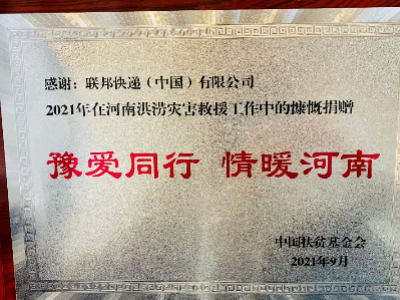 感谢：联邦快递（中国）有限公司
2021年在河南洪涝灾害救援工作中的慷慨捐赠
豫爱同行 情暖河南
中国扶贫基金会
2021年9月